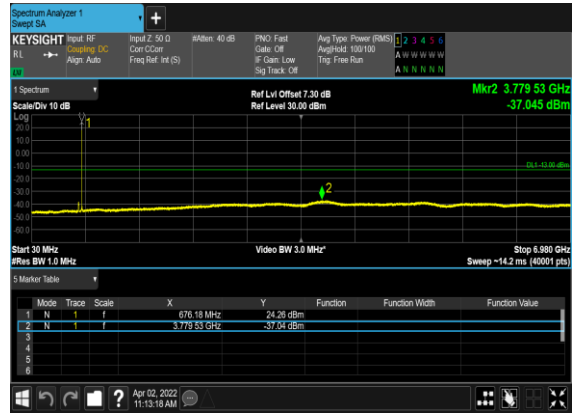 Spectrum Analyzer 1
Swept SA
+
KEYSIGHT Input: RF Input Z: 50 Ω #Atten: 40 dB PNO: Fast Avg Type: Power (RMS) 1 2 3 4 5 6
RL Coupling: DC Corr CCorr Gate: Off Avg|Hold: 100/100 A W W W W W
Align: Auto Freq Ref: Int (S) IF Gain: Low Trig: Free Run A N N N N N
Sig Track: Off
1 Spectrum
Ref Lvl Offset 7.30 dB Mkr2 3.779 53 GHz
Scale/Div 10 dB Ref Level 30.00 dBm -37.045 dBm
Log
20.0
10.0
0.00
-10.0
-20.0
-30.0
-40.0
-50.0
-60.0
1
2
DL1 -13.00 dBm
Start 30 MHz Video BW 3.0 MHz* Stop 6.980 GHz
#Res BW 1.0 MHz Sweep ~14.2 ms (40001 pts)
5 Marker Table
Mode Trace Scale X Y Function Function Width Function Value
1 N 1 f 676.18 MHz 24.26 dBm
2 N 1 f 3.779 53 GHz -37.04 dBm
3
4
5
6
? Apr 02, 2022
11:13:18 AM